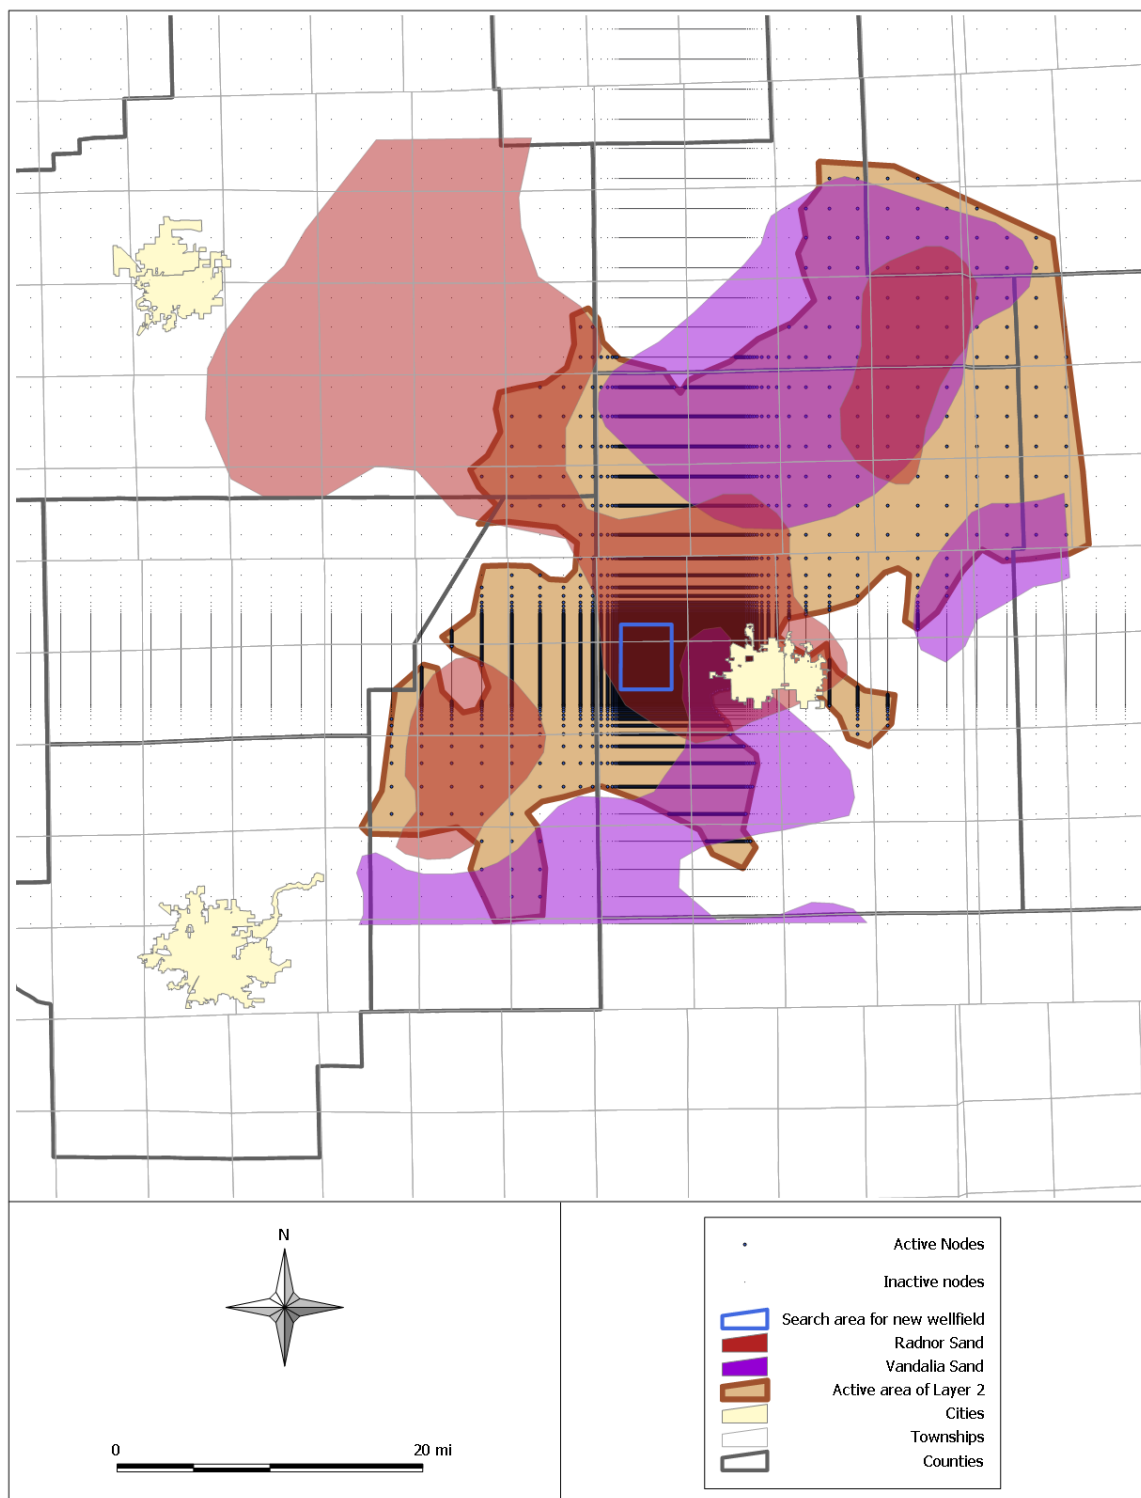 N
0 20 mi
Active Nodes
Inactive nodes
Search area for new wellfield
Radnor Sand
Vandalia Sand
Active area of Layer 2
Cities
Townships
Counties